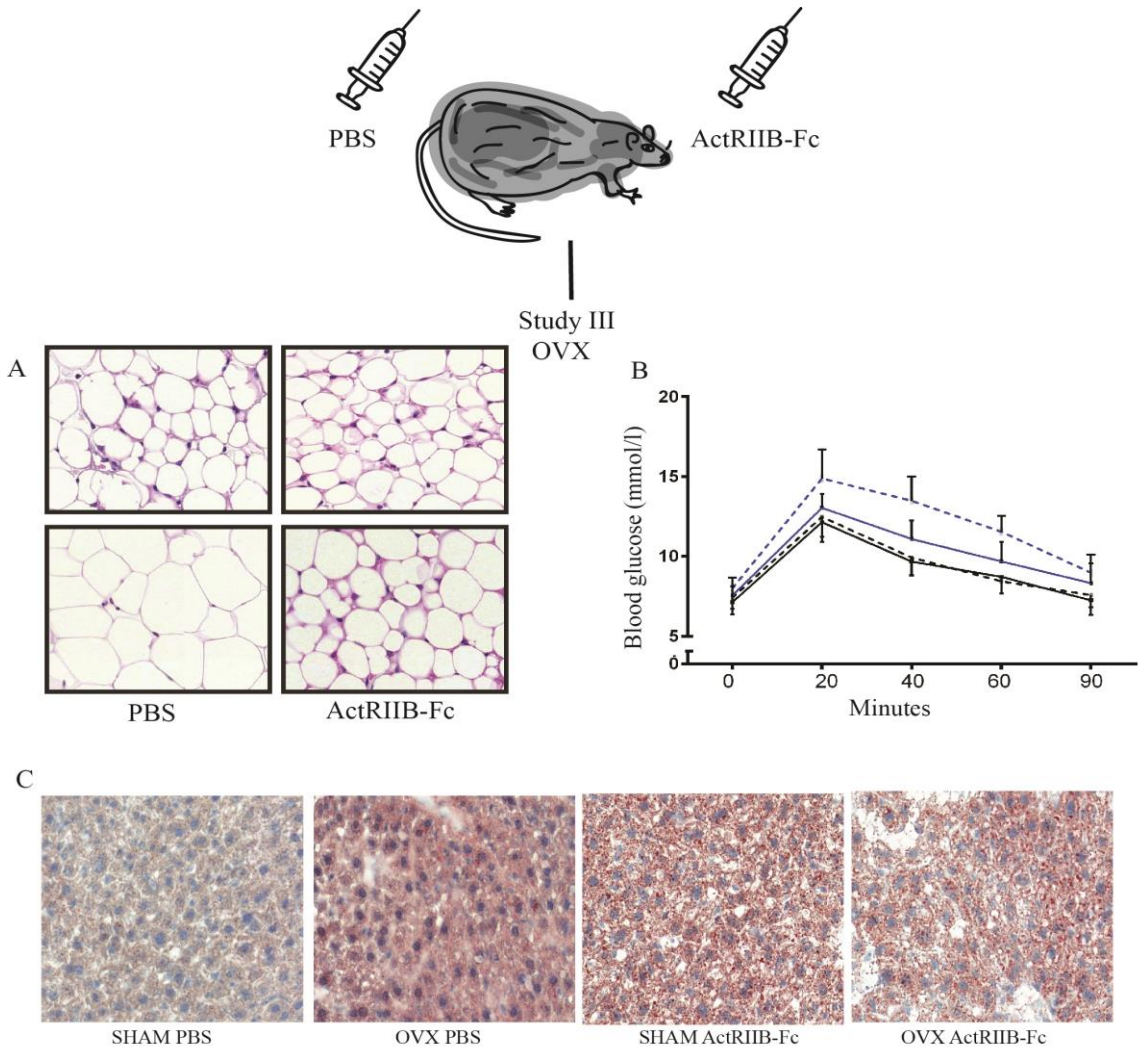 PBS
ActRIIB-Fc
Study III
OVX
A
PBS
ActRIIB-Fc
B
Blood glucose (mmol/l)
20
15
10
5
0
0 20 40 60 90
Minutes
C
SHAM PBS
OVX PBS
SHAM ActRIIB-Fc
OVX ActRIIB-Fc